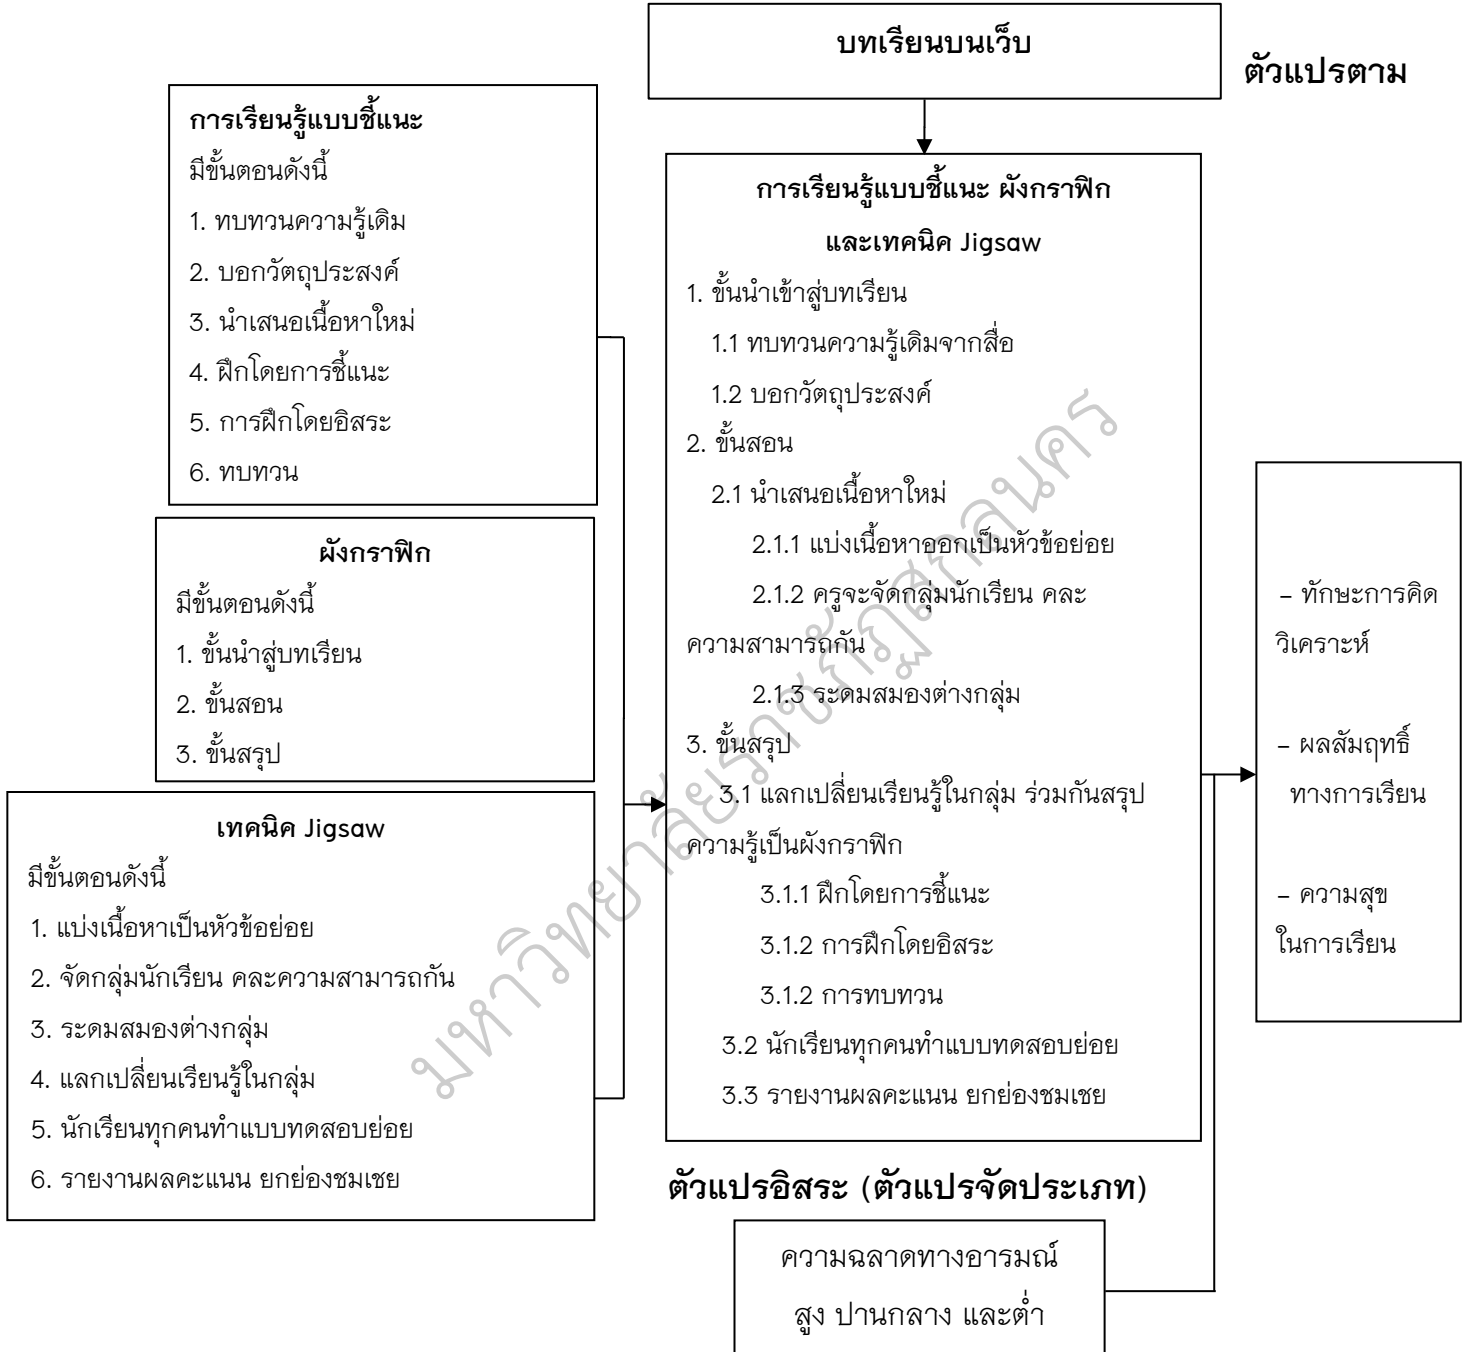 บทเรียนบนเว็บ
ตัวแปรตาม
การเรียนรู้แบบชี้แนะ
มีขั้นตอนดังนี้
1. ทบทวนความรู้เดิม
2. บอกวัตถุประสงค์
3. นำเสนอเนื้อหาใหม่
4. ฝึกโดยการชี้แนะ
5. การฝึกโดยอิสระ
6. ทบทวน
ผังกราฟิก
มีขั้นตอนดังนี้
1. ขั้นนำสู่บทเรียน
2. ขั้นสอน
3. ขั้นสรุป
เทคนิค Jigsaw
มีขั้นตอนดังนี้
1. แบ่งเนื้อหาเป็นหัวข้อย่อย
2. จัดกลุ่มนักเรียน คละความสามารถกัน
3. ระดมสมองต่างกลุ่ม
4. แลกเปลี่ยนเรียนรู้ในกลุ่ม
5. นักเรียนทุกคนทำแบบทดสอบย่อย
6. รายงานผลคะแนน ยกย่องชมเชย
การเรียนรู้แบบชี้แนะ ผังกราฟิก
และเทคนิค Jigsaw
1. ขั้นนำเข้าสู่บทเรียน
1.1 ทบทวนความรู้เดิมจากสื่อ
1.2 บอกวัตถุประสงค์
2. ขั้นสอน
2.1 นำเสนอเนื้อหาใหม่
2.1.1 แบ่งเนื้อหาออกเป็นหัวข้อย่อย
2.1.2 ครูจะจัดกลุ่มนักเรียน คละ
ความสามารถกัน
2.1.3 ระดมสมองต่างกลุ่ม
3. ขั้นสรุป
3.1 แลกเปลี่ยนเรียนรู้ในกลุ่ม ร่วมกันสรุป
ความรู้เป็นผังกราฟิก
3.1.1 ฝึกโดยการชี้แนะ
3.1.2 การฝึกโดยอิสระ
3.1.2 การทบทวน
3.2 นักเรียนทุกคนทำแบบทดสอบย่อย
3.3 รายงานผลคะแนน ยกย่องชมเชย
– ทักษะการคิด
วิเคราะห์
– ผลสัมฤทธิ์
ทางการเรียน
– ความสุข
ในการเรียน
ตัวแปรอิสระ (ตัวแปรจัดประเภท)
ความฉลาดทางอารมณ์
สูง ปานกลาง และต่ำ
มหาวิทยาลัยราชภัฏสกลนคร